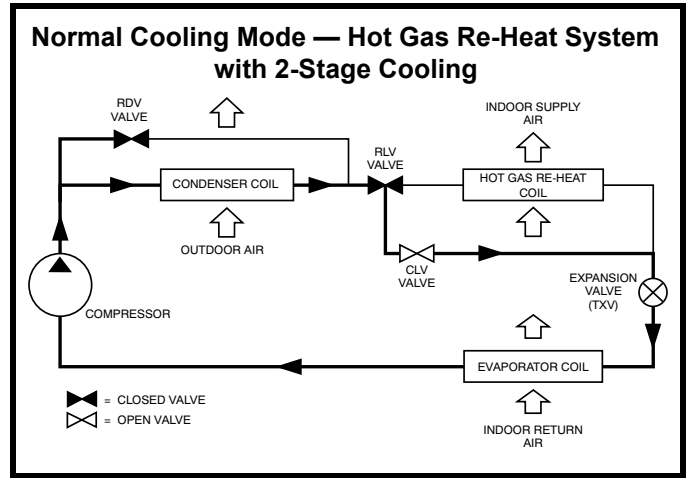 Normal Cooling Mode — Hot Gas Re-Heat System
with 2-Stage Cooling
RDV
VALVE
INDOOR SUPPLY
AIR
RLV
VALVE
CONDENSER COIL
HOT GAS RE-HEAT
COIL
OUTDOOR AIR
CLV
VALVE
EXPANSION
VALVE
(TXV)
COMPRESSOR
EVAPORATOR COIL
= CLOSED VALVE
= OPEN VALVE
INDOOR RETURN
AIR